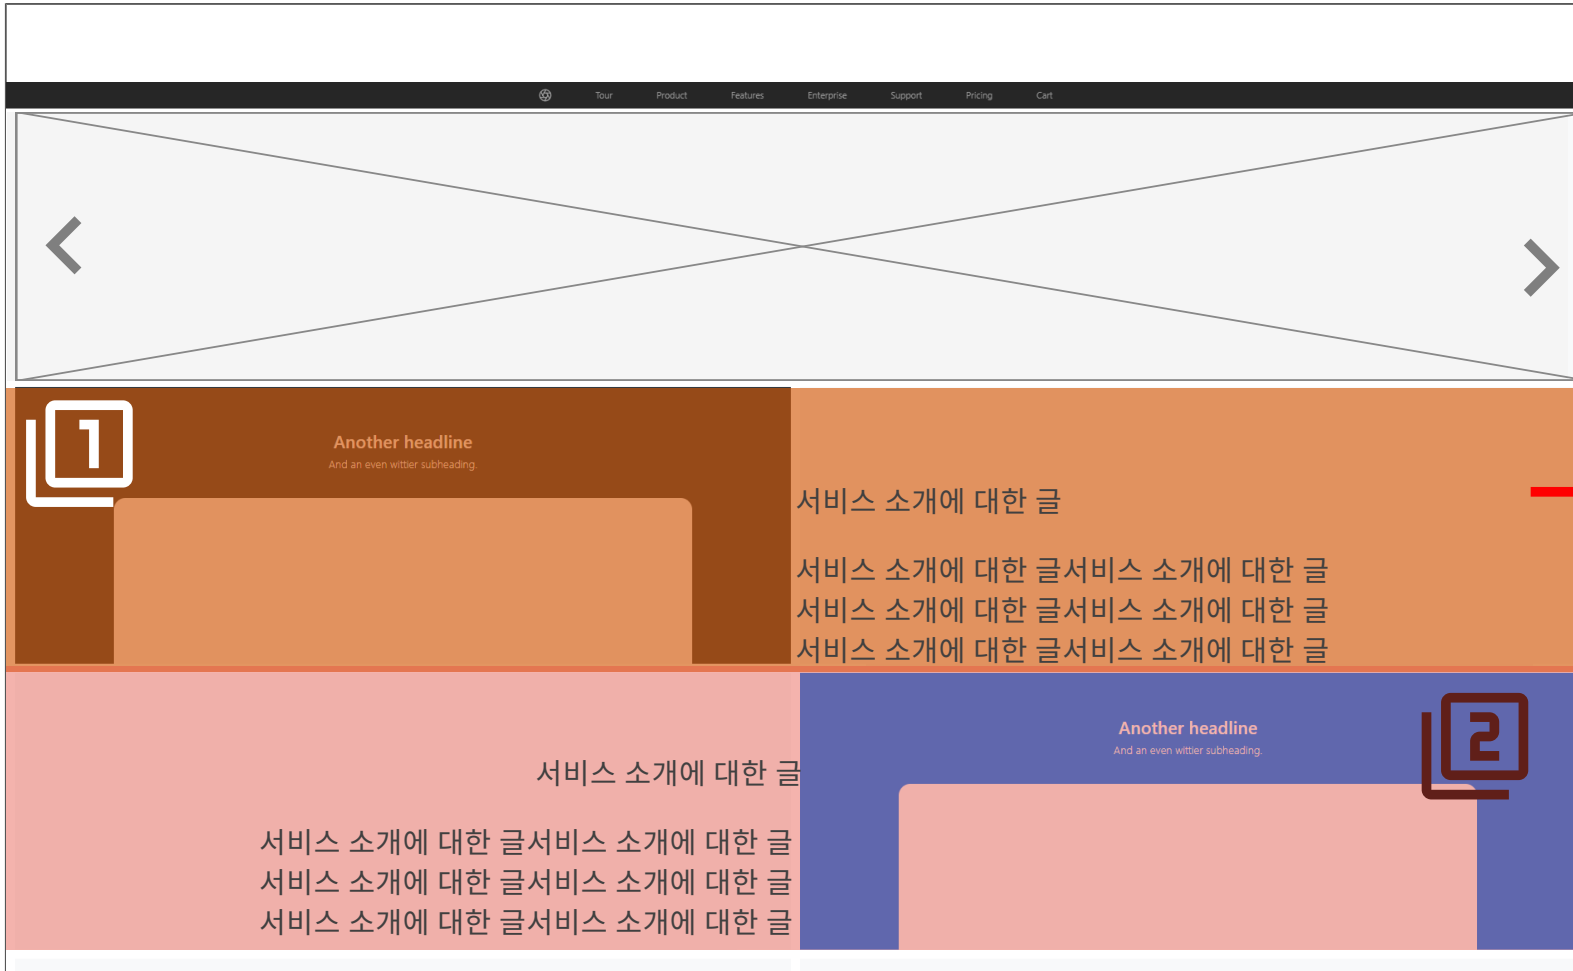 Tour Product Features Enterprise Support Pricing Cart
1
Another headline
And an even wittier subheading.
서비스 소개에 대한 글
서비스 소개에 대한 글서비스 소개에 대한 글
서비스 소개에 대한 글서비스 소개에 대한 글
서비스 소개에 대한 글서비스 소개에 대한 글
서비스 소개에 대한 글
서비스 소개에 대한 글서비스 소개에 대한 글
서비스 소개에 대한 글서비스 소개에 대한 글
서비스 소개에 대한 글서비스 소개에 대한 글
2
Another headline
And an even wittier subheading.